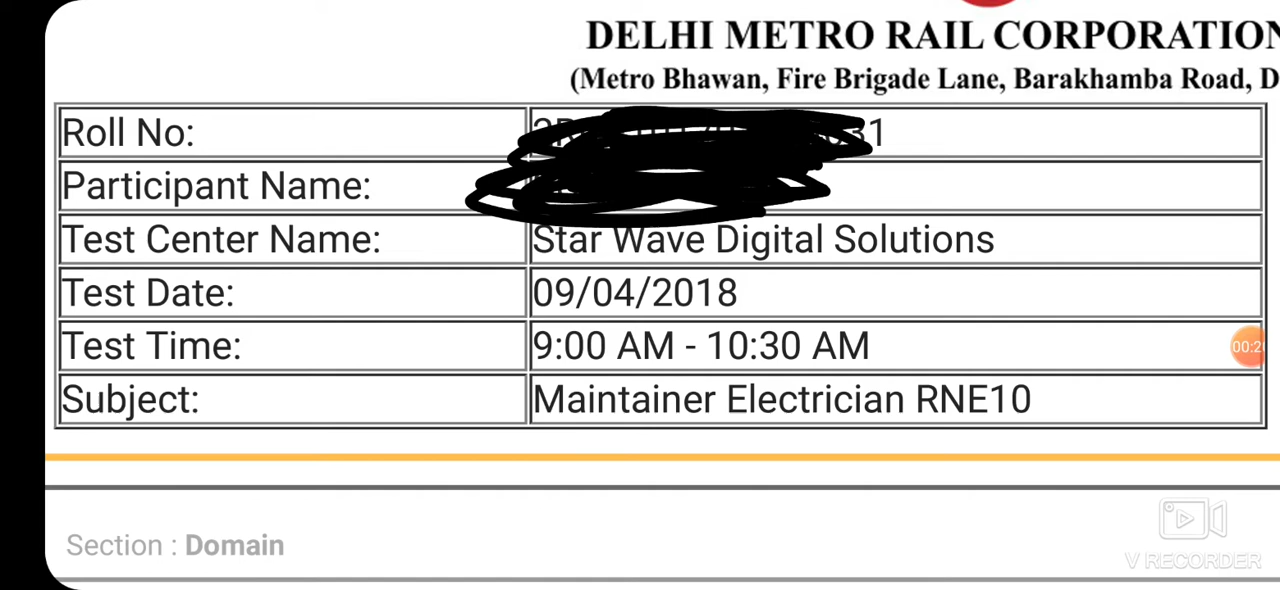 DELHI METRO RAIL CORPORATION
(Metro Bhawan, Fire Brigade Lane, Barakhamba Road, D
Roll No:
Participant Name:
Test Center Name: Star Wave Digital Solutions
Test Date: 09/04/2018
Test Time: 9:00 AM - 10:30 AM
Subject: Maintainer Electrician RNE10
00:20
Section : Domain
V RECORDER